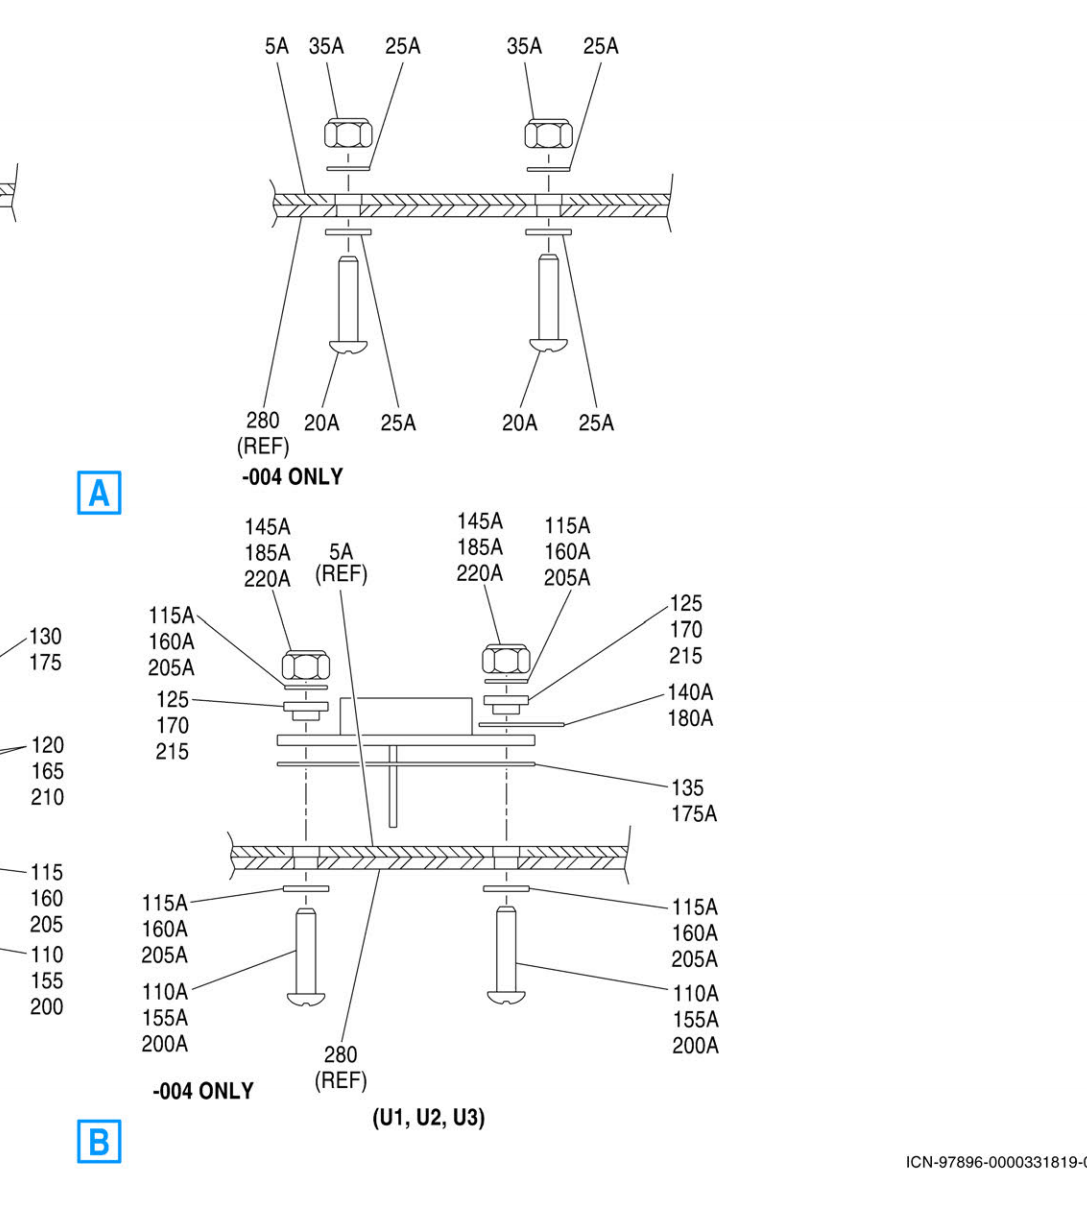 5A 35A 25A 35A 25A
280
(REF)
20A 25A 20A 25A
-004 ONLY
A
145A
185A
220A
5A
(REF)
145A
185A
220A
115A
160A
205A
115A
160A
205A
125
170
215
125
170
215
140A
180A
135
175A
130
175
120
165
210
115
160
205
110
155
200
115A
160A
205A
110A
155A
200A
115A
160A
205A
110A
155A
200A
280
(REF)
-004 ONLY
(U1, U2, U3)
B
ICN-97896-0000331819-